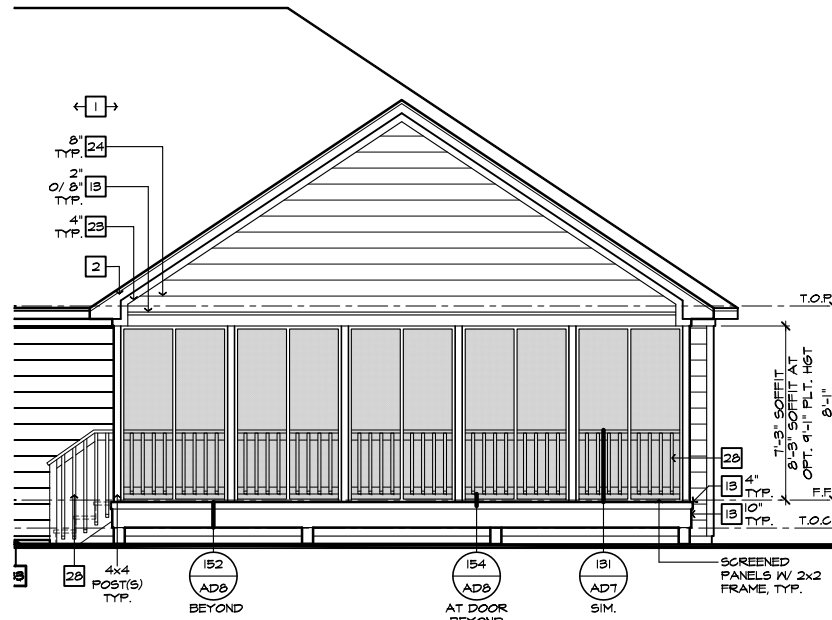 1
8"
TYP. 24
2"
O/ 8" 13
TYP.
4"
TYP. 23
2
T.O.P.
7'-3" SOFFIT
8'-3" SOFFIT AT
OPT. 9'-1" PLT. HGT
8'-1"
28
13 4"
TYP.
F.F.
13 10"
TYP.
T.O.C
28
4x4
POST(S)
TYP.
152
AD8
BEYOND
154
AD8
AT DOOR
BEYOND
131
AD7
SIM.
SCREENED
PANELS W/ 2x2
FRAME, TYP.